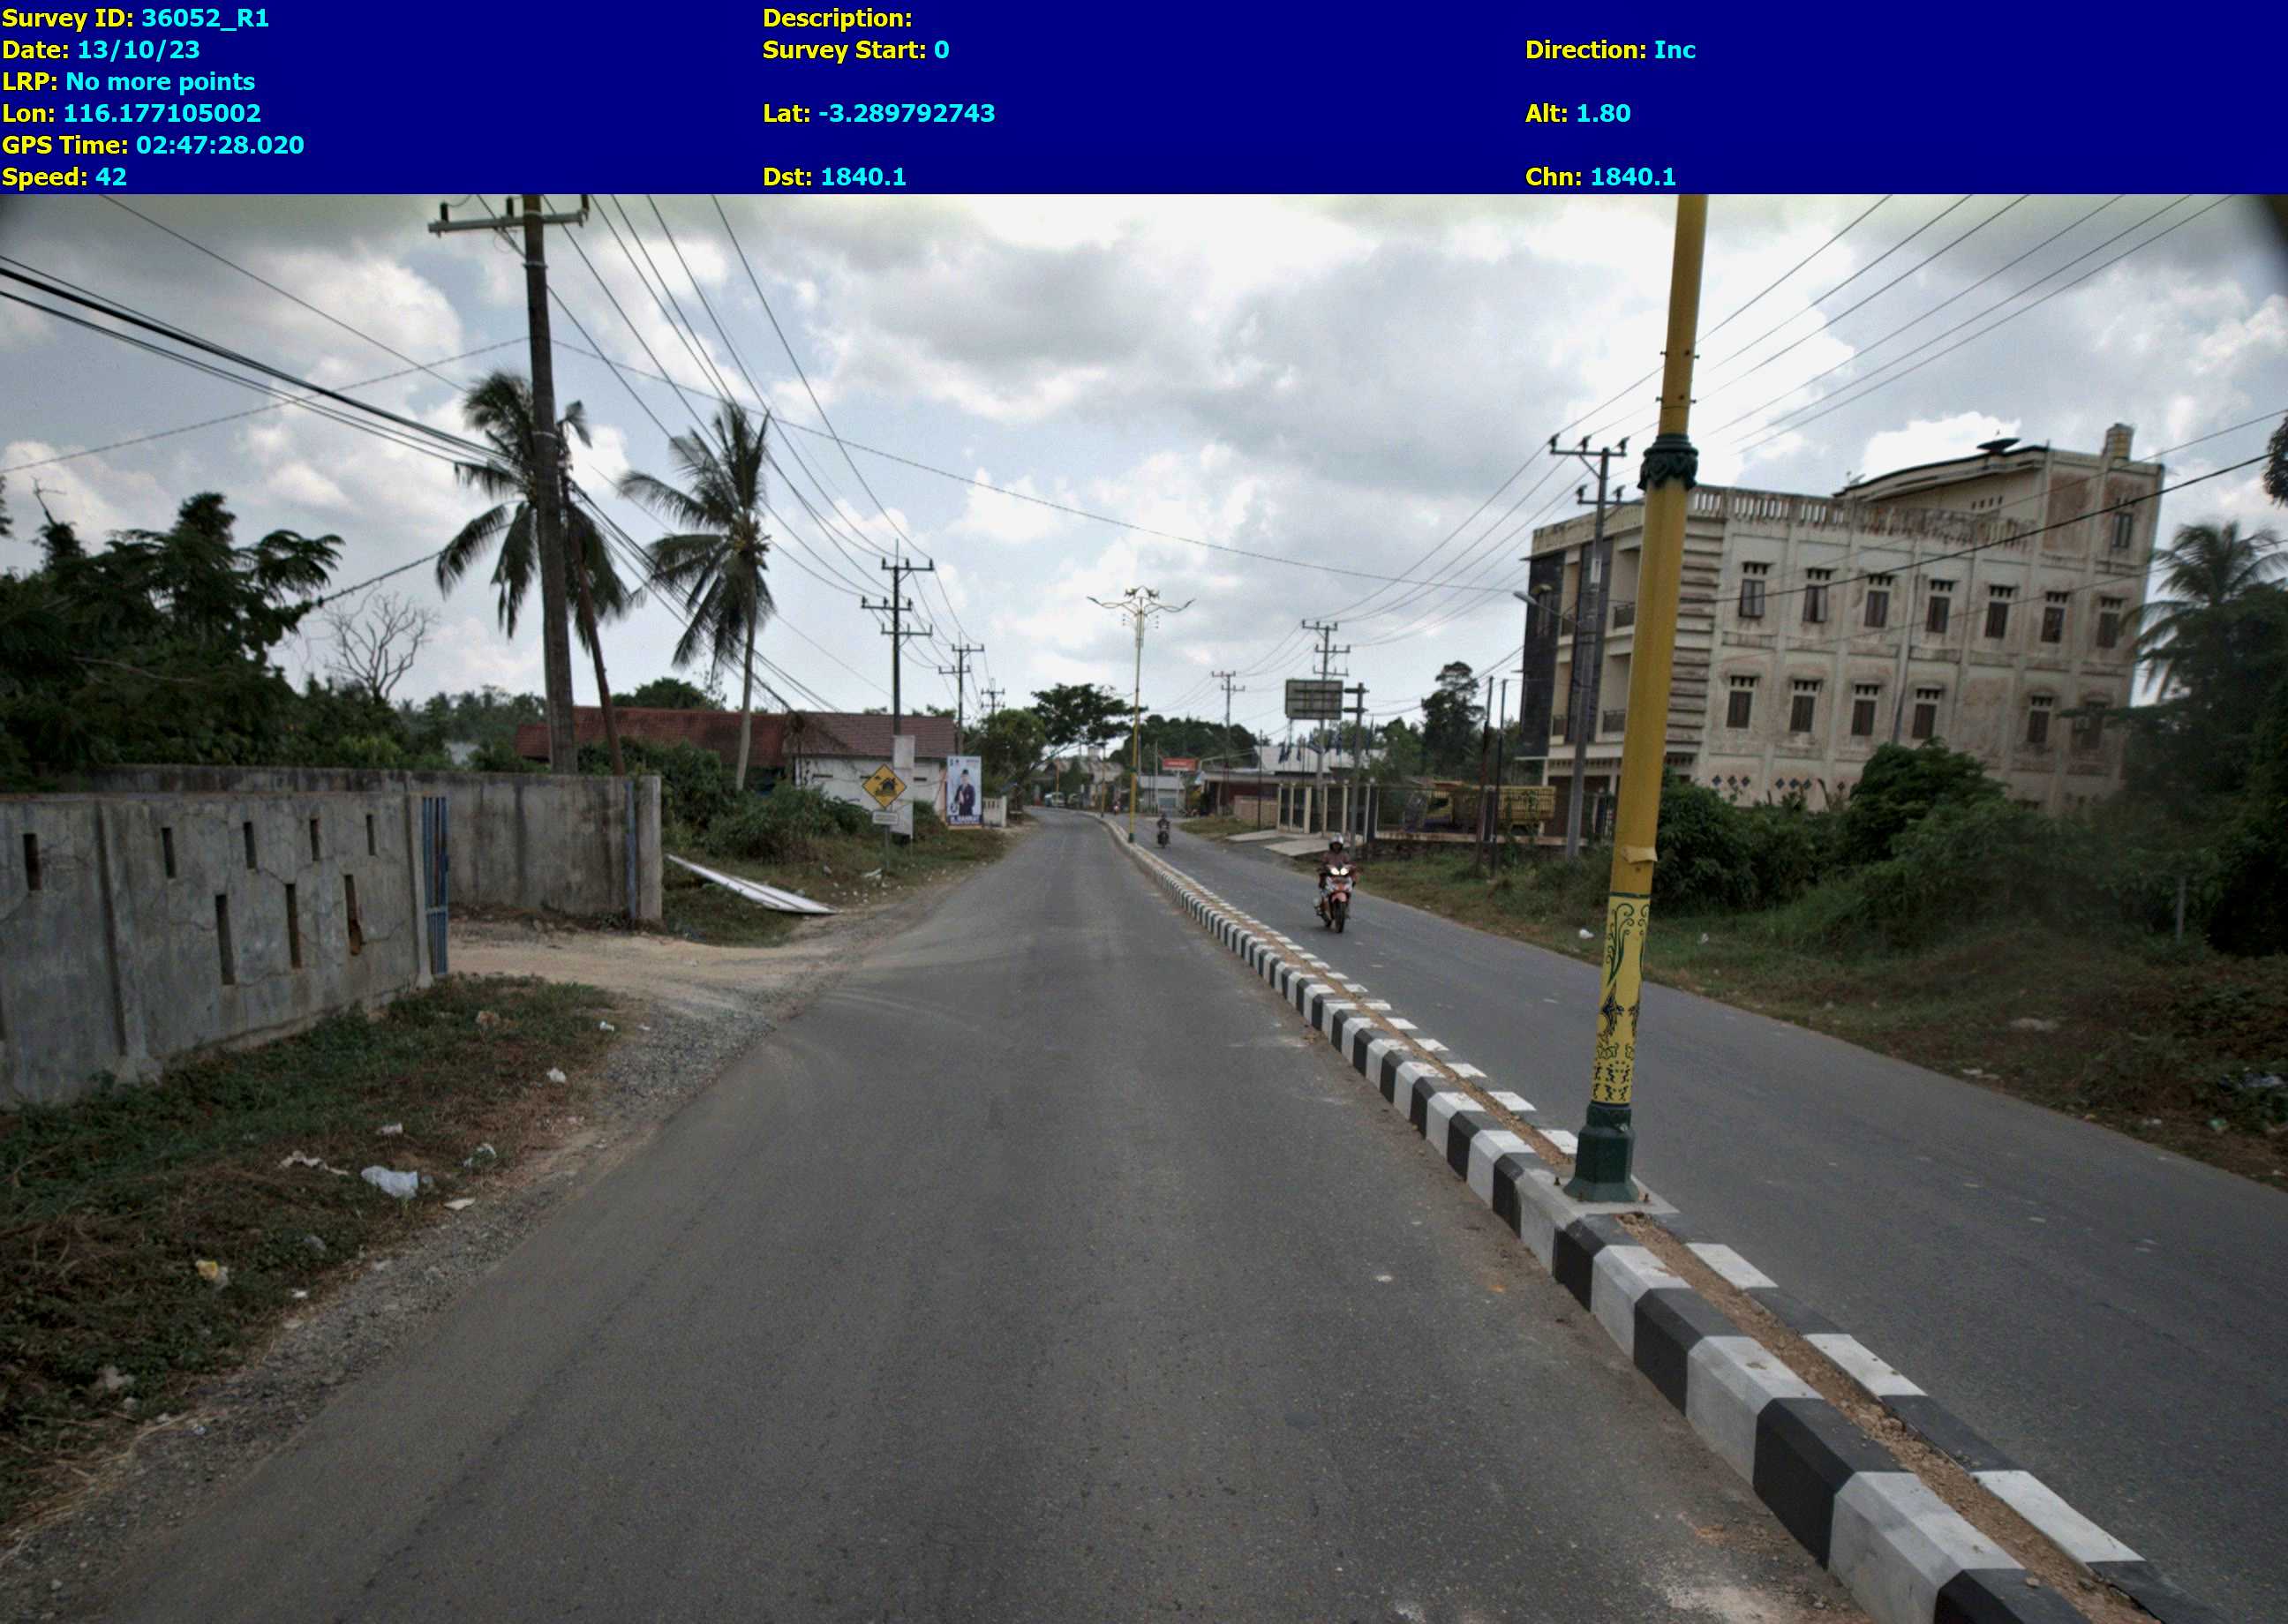 Survey ID: 36052_R1
Description:
Date: 13/10/23
Survey Start: 0
Direction: Inc
LRP: No more points
Lon: 116.177105002
Lat: -3.289792743
Alt: 1.80
GPS Time: 02:47:28.020
Speed: 42
Dst: 1840.1
Chn: 1840.1